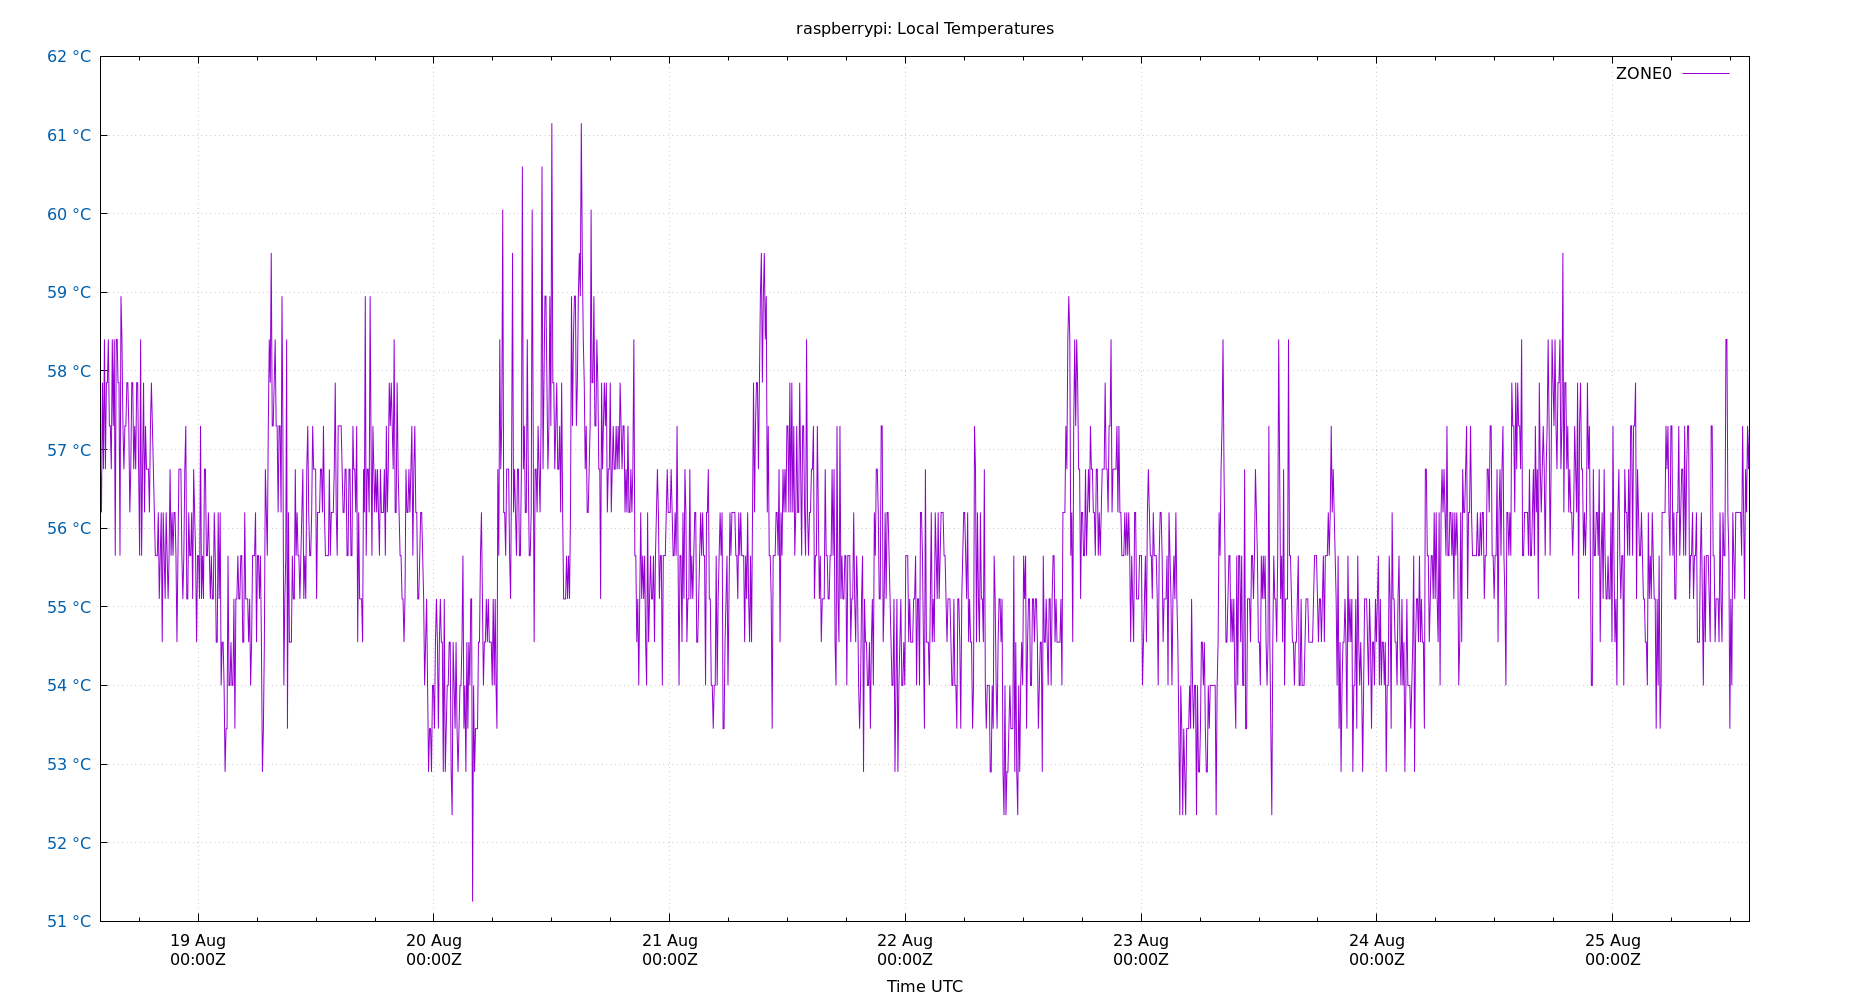 raspberrypi: Local Temperatures
62 °C
ZONE0
61 °C
60 °C
59 °C
58 °C
57 °C
56 °C
55 °C
54 °C
53 °C
52 °C
51 °C
19 Aug 20 Aug 21 Aug 22 Aug 23 Aug 24 Aug 25 Aug
00:00Z 00:00Z 00:00Z 00:00Z 00:00Z 00:00Z 00:00Z
Time UTC